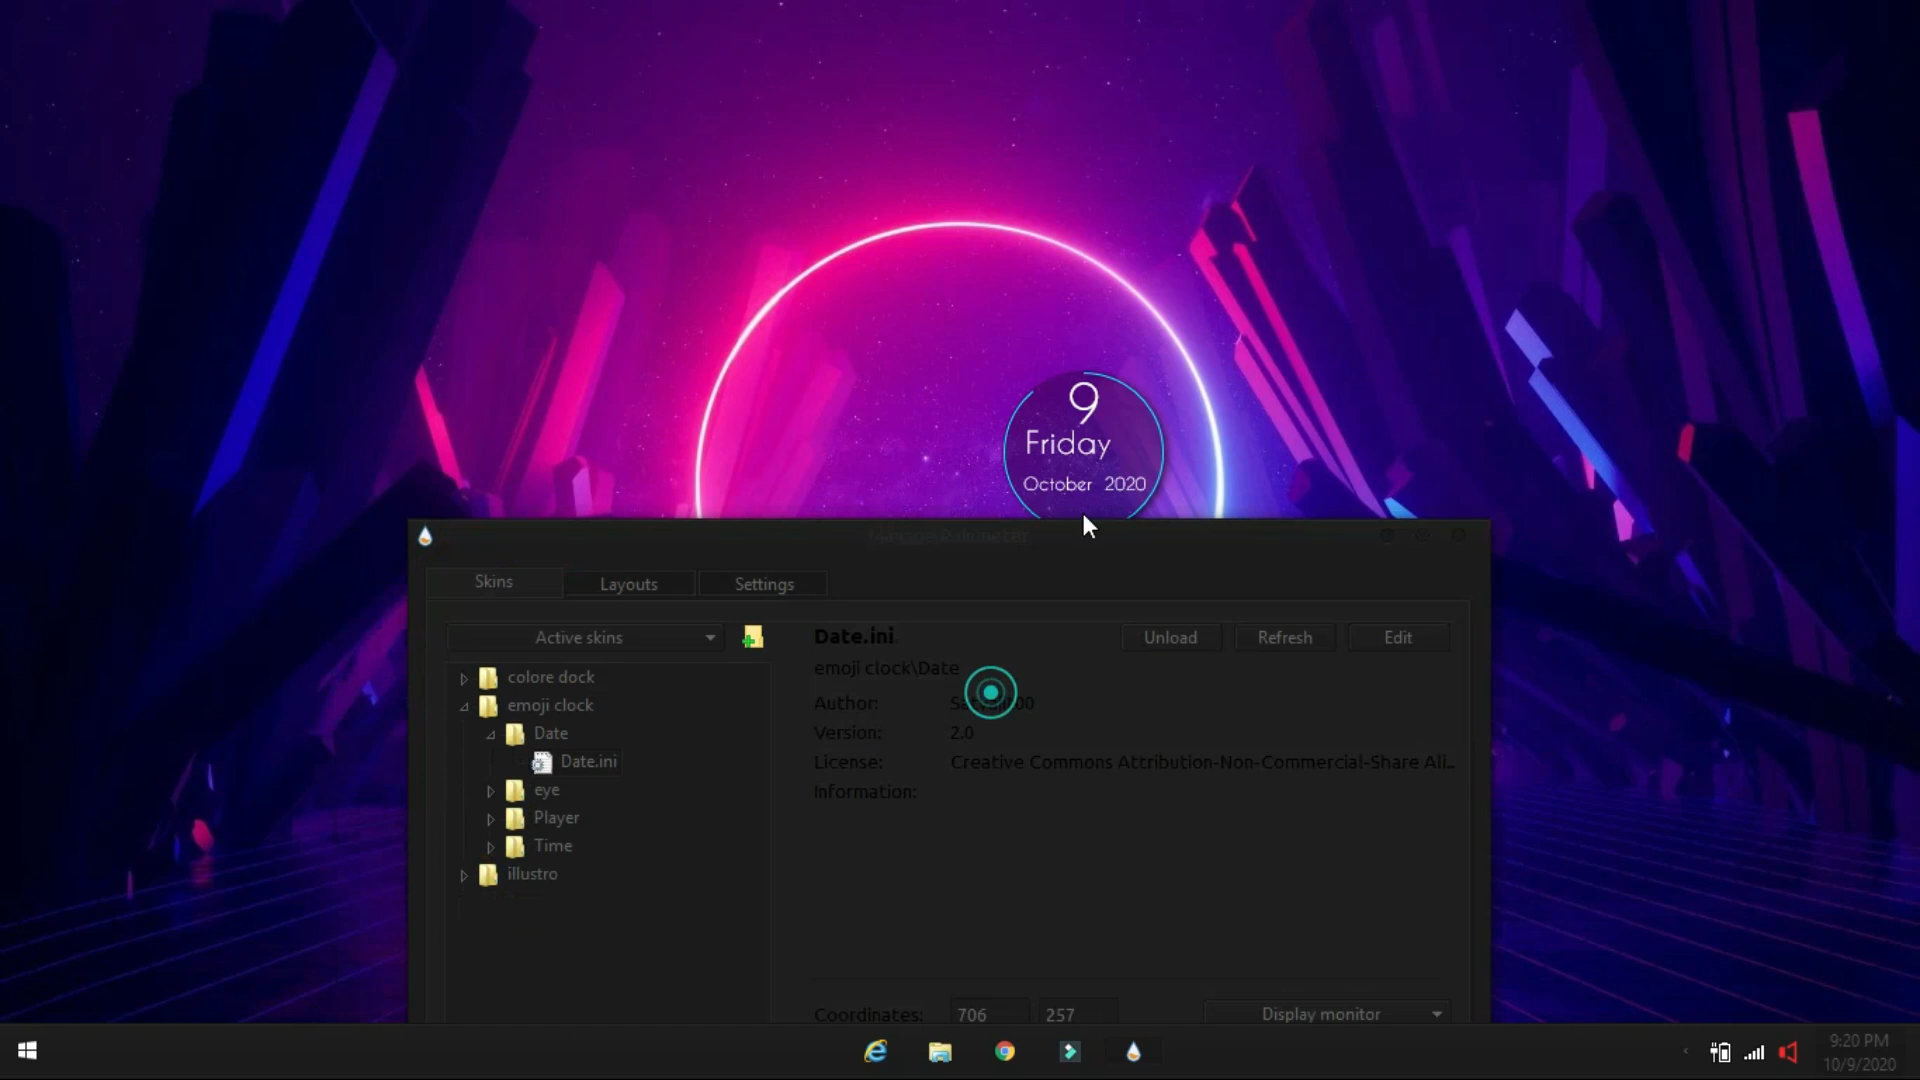 9
Friday
October 2020
Manage Rainmeter
Skins
Layouts
Settings
Active skins
Date.ini
Unload
Refresh
Edit
emoji clock\Date
colore dock
emoji clock
Date
Date.ini
eye
Player
Time
illustro
Author:
Version: 2.0
License: Creative Commons Attribution-Non-Commercial-Share Ali..
Information:
Coordinates: 706 257
Display monitor
9:20 PM
10/9/2020